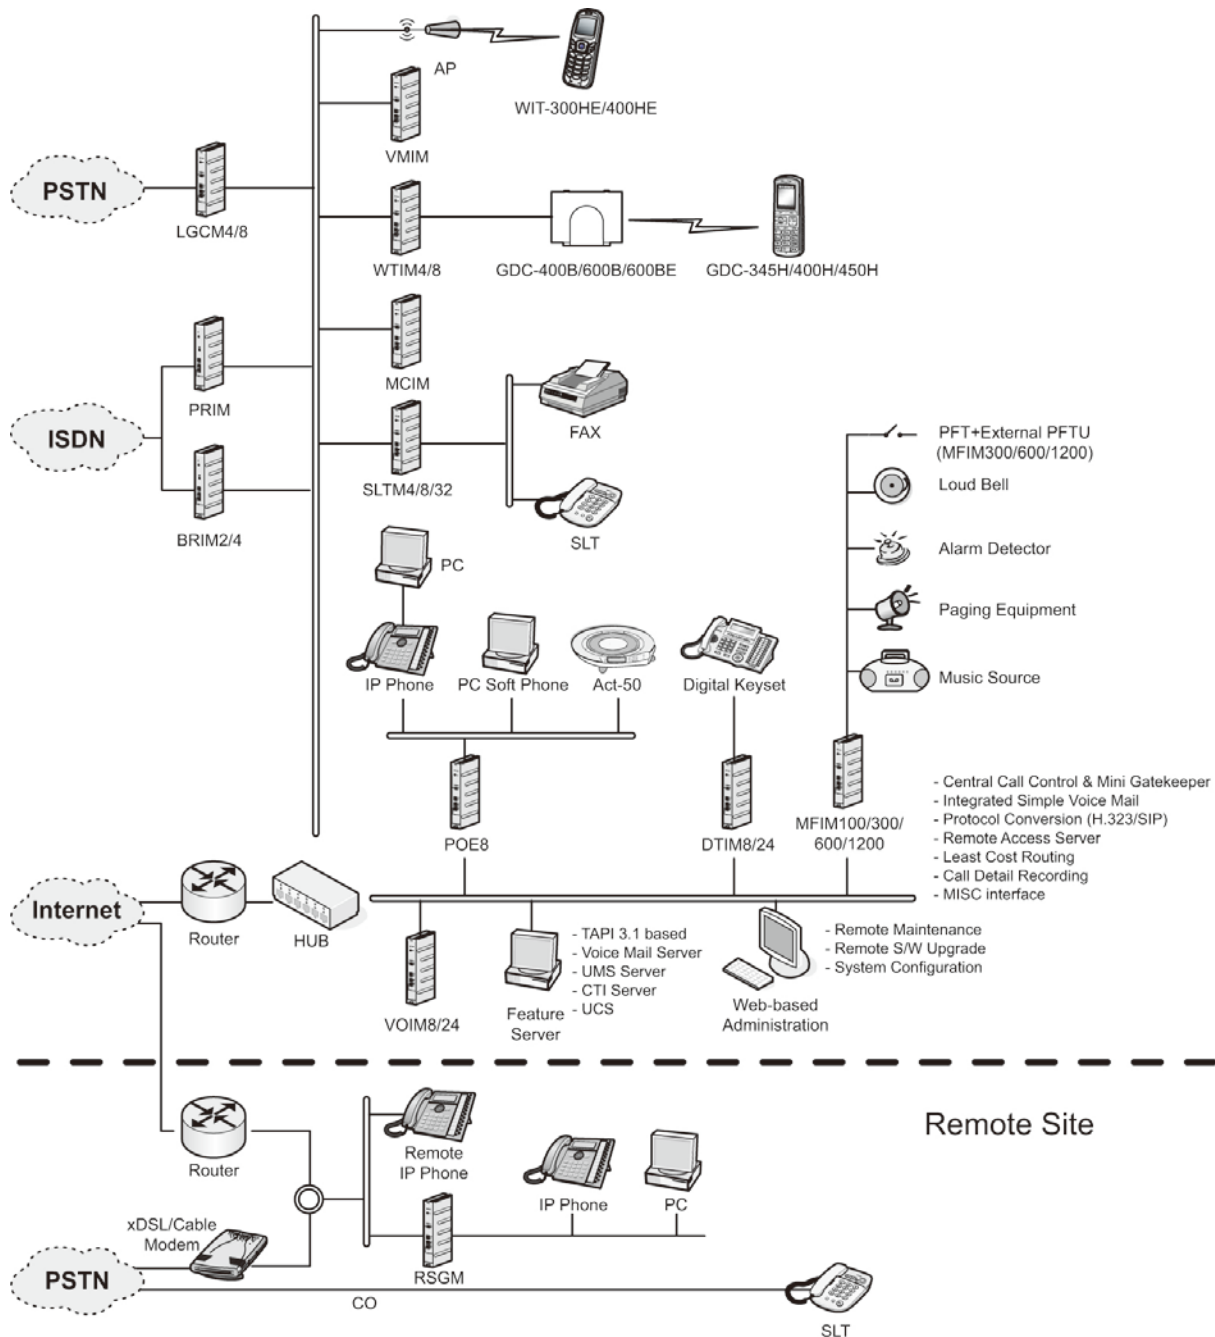 AP
WIT-300HE/400HE
VMIM
PSTN
LGCM4/8
WTIM4/8
GDC-400B/600B/600BE
GDC-345H/400H/450H
MCIM
PRIM
ISDN
FAX
SLTM4/8/32
BRIM2/4
SLT
PFT+External PFTU
(MFIM300/600/1200)
Loud Bell
Alarm Detector
Paging Equipment
Music Source
PC
IP Phone
PC Soft Phone
Act-50
Digital Keyset
POE8
DTIM8/24
MFIM100/300/
600/1200
- Central Call Control & Mini Gatekeeper
- Integrated Simple Voice Mail
- Protocol Conversion (H.323/SIP)
- Remote Access Server
- Least Cost Routing
- Call Detail Recording
- MISC interface
Internet
Router
HUB
VOIM8/24
Feature
Server
- TAPI 3.1 based
- Voice Mail Server
- UMS Server
- CTI Server
- UCS
Web-based
Administration
- Remote Maintenance
- Remote S/W Upgrade
- System Configuration
Remote Site
Router
Remote
IP Phone
IP Phone
PC
xDSL/Cable
Modem
RSGM
PSTN
CO
SLT